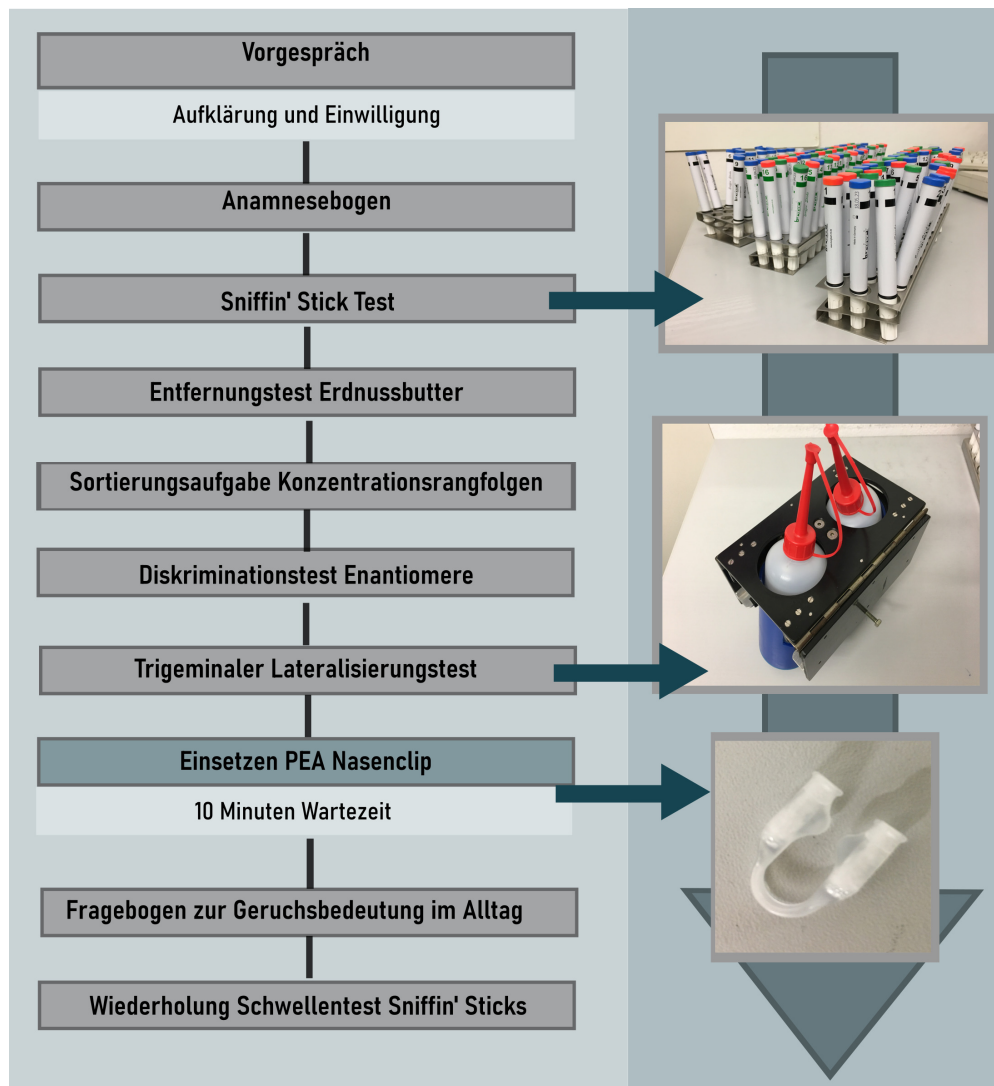 Vorgespräch
Aufklärung und Einwilligung
Anamnesebogen
Sniffin' Stick Test
Entfernungstest Erdnussbutter
Sortierungsaufgabe Konzentrationsrangfolgen
Diskriminationstest Enantiomere
Trigeminaler Lateralisierungstest
Einsetzen PEA Nasenclip
10 Minuten Wartezeit
Fragebogen zur Geruchsbedeutung im Alltag
Wiederholung Schwellentest Sniffin' Sticks